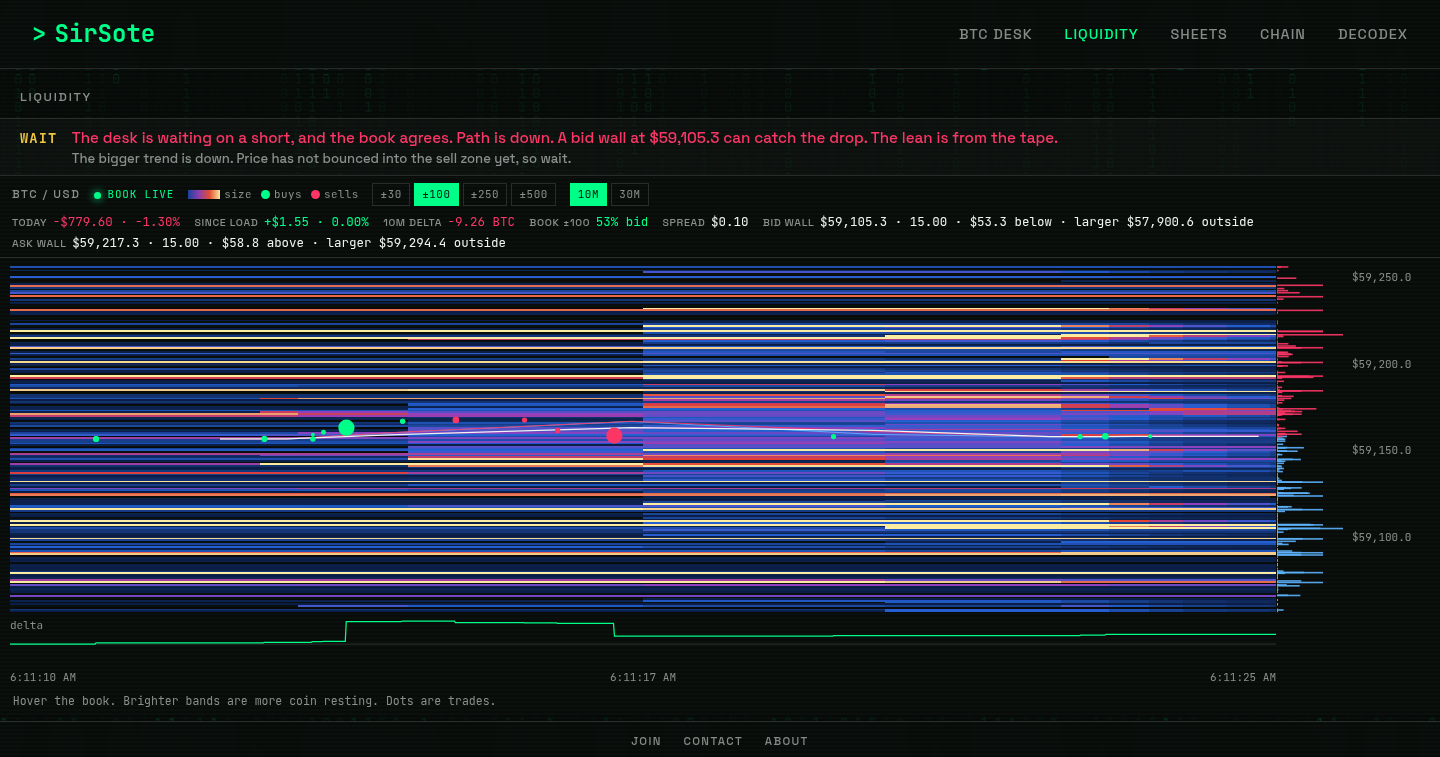 > SirSote
BTC DESK LIQUIDITY SHEETS CHAIN DECODEX
LIQUIDITY
WAIT The desk is waiting on a short, and the book agrees. Path is down. A bid wall at $59,105.3 can catch the drop. The lean is from the tape.
The bigger trend is down. Price has not bounced into the sell zone yet, so wait.
BTC / USD BOOK LIVE size buys sells ±30 ±100 ±250 ±500 10M 30M
TODAY -$779.60 · -1.30% SINCE LOAD +$1.55 · 0.00% 10M DELTA -9.26 BTC BOOK ±100 53% bid SPREAD $0.10 BID WALL $59,105.3 · 15.00 · $53.3 below · larger $57,900.6 outside
ASK WALL $59,217.3 · 15.00 · $58.8 above · larger $59,294.4 outside
$59,250.0
$59,200.0
$59,150.0
$59,100.0
delta
6:11:10 AM 6:11:17 AM 6:11:25 AM
Hover the book. Brighter bands are more coin resting. Dots are trades.
JOIN CONTACT ABOUT